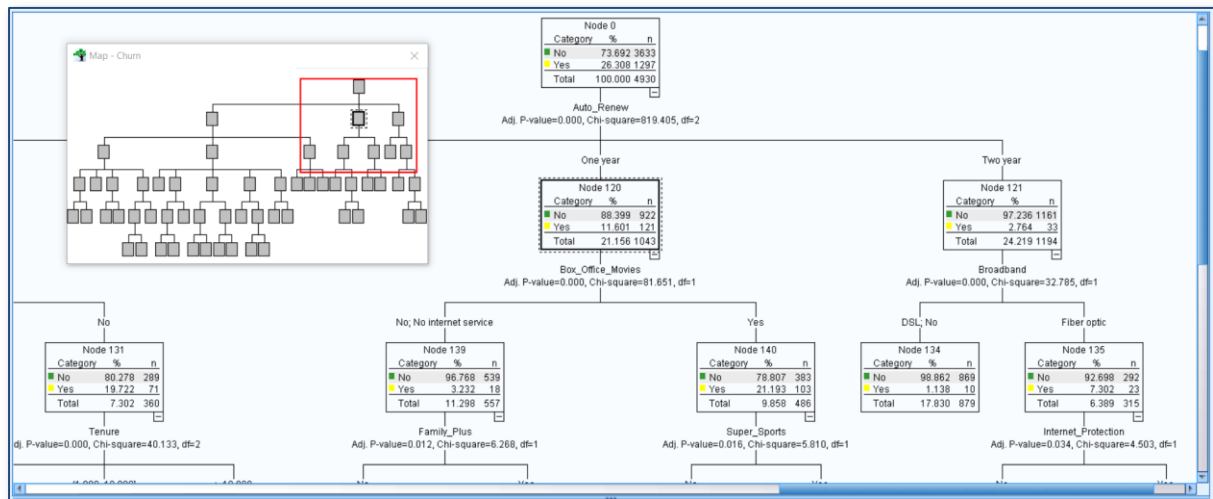 Map - Churn
Node 0
Category % n
No 73.692 3633
Yes 26.308 1297
Total 100.000 4930
Auto_Renew
Adj. P-value=0.000, Chi-square=819.405, df=2
One year
Two year
Node 120
Category % n
No 88.399 922
Yes 11.601 121
Total 21.156 1043
Box_Office_Movies
Adj. P-value=0.000, Chi-square=81.651, df=1
Node 121
Category % n
No 97.236 1161
Yes 2.764 33
Total 24.219 1194
Broadband
Adj. P-value=0.000, Chi-square=32.785, df=1
No
No; No internet service
Yes
DSL; No
Fiber optic
Node 131
Category % n
No 80.278 289
Yes 19.722 71
Total 7.302 360
Tenure
dj. P-value=0.000, Chi-square=40.133, df=2
Node 139
Category % n
No 96.768 539
Yes 3.232 18
Total 11.298 557
Family_Plus
Adj. P-value=0.012, Chi-square=6.268, df=1
Node 140
Category % n
No 78.807 383
Yes 21.193 103
Total 9.858 486
Super_Sports
Adj. P-value=0.016, Chi-square=5.810, df=1
Node 134
Category % n
No 98.862 869
Yes 1.138 10
Total 17.830 879
Node 135
Category % n
No 92.698 292
Yes 7.302 23
Total 6.389 315
Internet_Protection
Adj. P-value=0.034, Chi-square=4.503, df=1